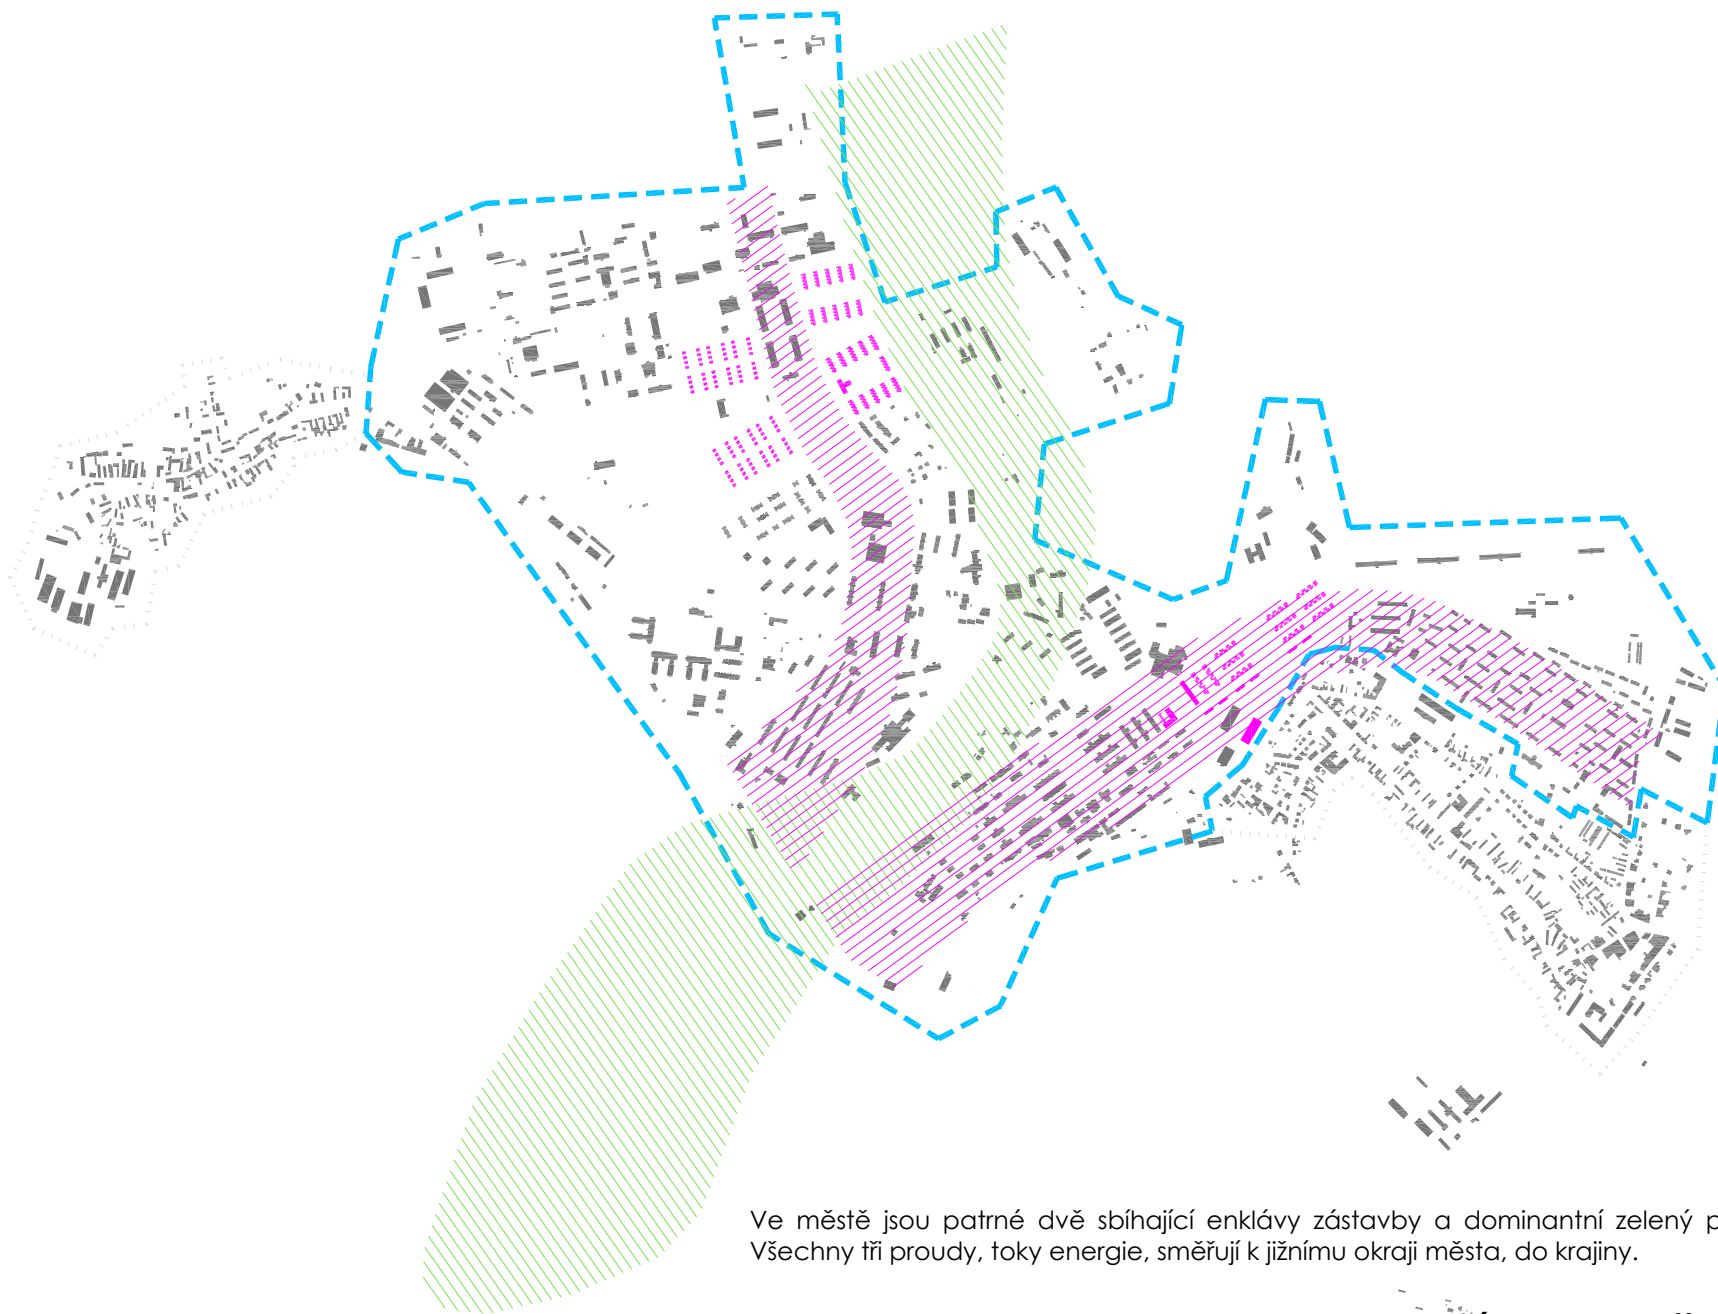 Ve městě jsou patrné dvě sbíhající enklávy zástavby a dominantní zelený
Všechny tři proudy, toky energie, směřují k jižnímu okraji města, do krajiny.